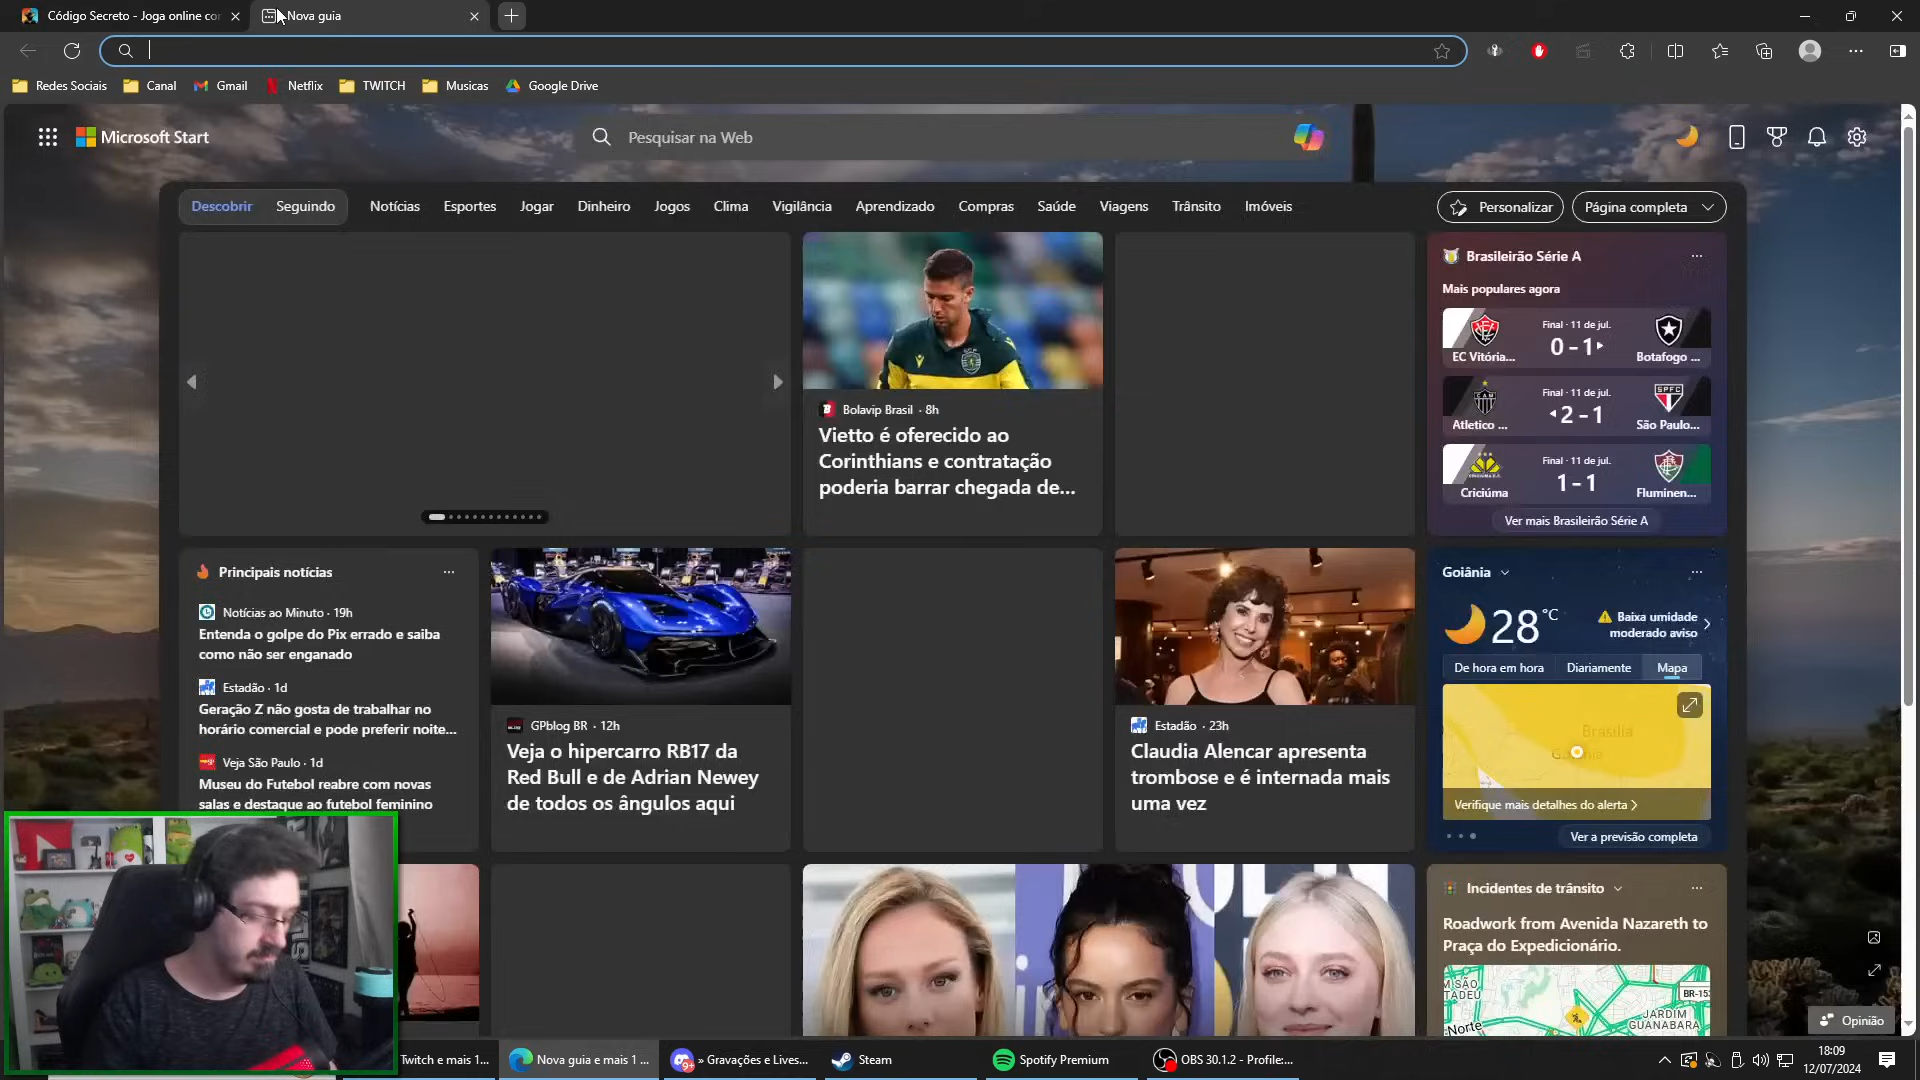 Código Secreto - Joga online co
Nova guia
Redes Sociais
Canal
Gmail
Netflix
TWITCH
Musicas
Google Drive
Microsoft Start
Pesquisar na Web
Descobrir
Seguindo
Notícias
Esportes
Jogar
Dinheiro
Jogos
Clima
Vigilância
Aprendizado
Compras
Saúde
Viagens
Trânsito
Imóveis
Personalizar
Página completa
Bolavip Brasil · 8h
Vietto é oferecido ao
Corinthians e contratação
poderia barrar chegada de...
Brasileirão Série A
Mais populares agora
Final · 11 de jul.
0 - 1
EC Vitória...
Botafogo ...
Final · 11 de jul.
2 - 1
Atletico ...
São Paulo...
Final · 11 de jul.
1 - 1
Criciúma
Fluminen...
Ver mais Brasileirão Série A
Principais notícias
Notícias ao Minuto · 19h
Entenda o golpe do Pix errado e saiba
como não ser enganado
Estadão · 1d
Geração Z não gosta de trabalhar no
horário comercial e pode preferir noite...
Veja São Paulo · 1d
Museu do Futebol reabre com novas
salas e destaque ao futebol feminino
GPblog BR · 12h
Veja o hipercarro RB17 da
Red Bull e de Adrian Newey
de todos os ângulos aqui
Estadão · 23h
Claudia Alencar apresenta
trombose e é internada mais
uma vez
Goiânia
28 °C
Baixa umidade
moderado aviso
De hora em hora
Diariamente
Mapa
Brasília
Goiânia
Verifique mais detalhes do alerta
Ver a previsão completa
Incidentes de trânsito
Roadwork from Avenida Nazareth to
Praça do Expedicionário.
M SÃO
TADEU
BR-153
Norte
JARDIM
GUANABARA
Opinião
Twitch e mais 1...
Nova guia e mais 1 ...
9+
» Gravações e Lives...
Steam
Spotify Premium
OBS 30.1.2 - Profile:...
18:09
12/07/2024